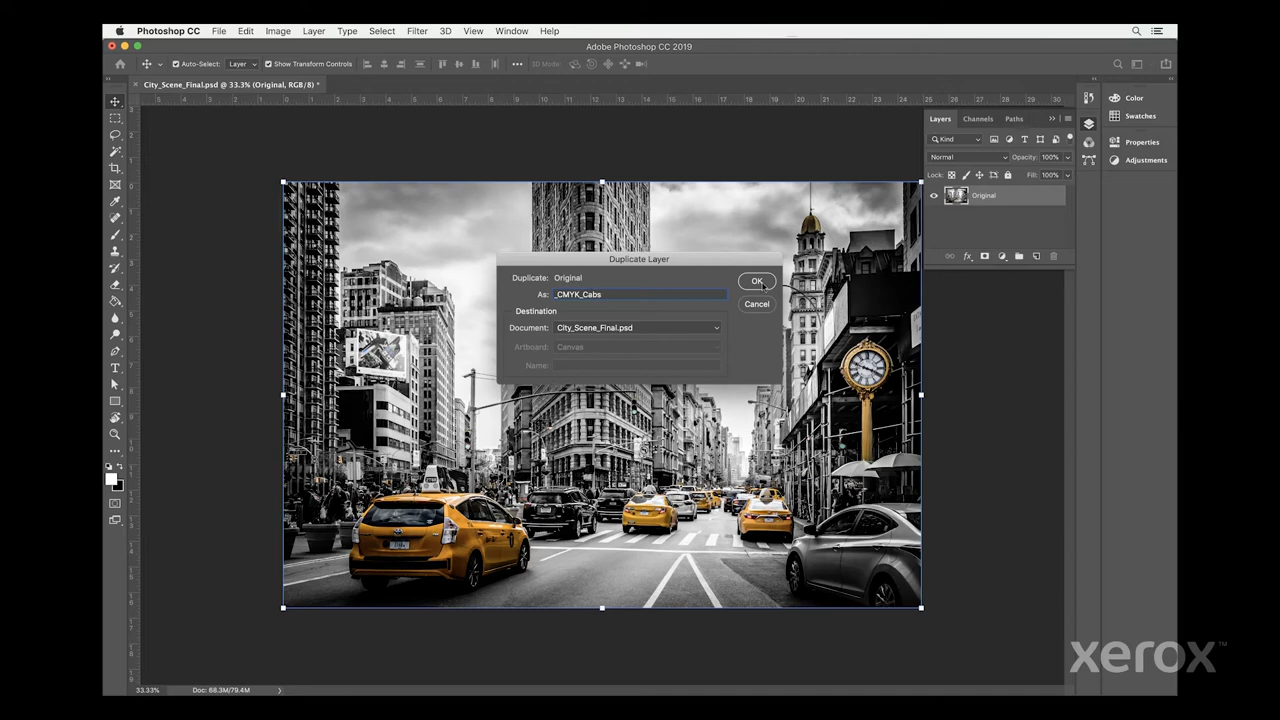 Photoshop CC File Edit Image Layer Type Select Filter 3D View Window Help
Adobe Photoshop CC 2019
Auto-Select: Layer Show Transform Controls 3D Mode:
City_Scene_Final.psd @ 33.3% (Original, RGB/8) *
Layers Channels Paths
Kind
Normal Opacity: 100%
Lock: Fill: 100%
Original
Color
Swatches
Properties
Adjustments
Duplicate Layer
Duplicate: Original
As: _CMYK_Cabs
Destination
Document: City_Scene_Final.psd
Artboard: Canvas
Name:
OK
Cancel
33.33% Doc: 68.3M/79.4M
xerox™